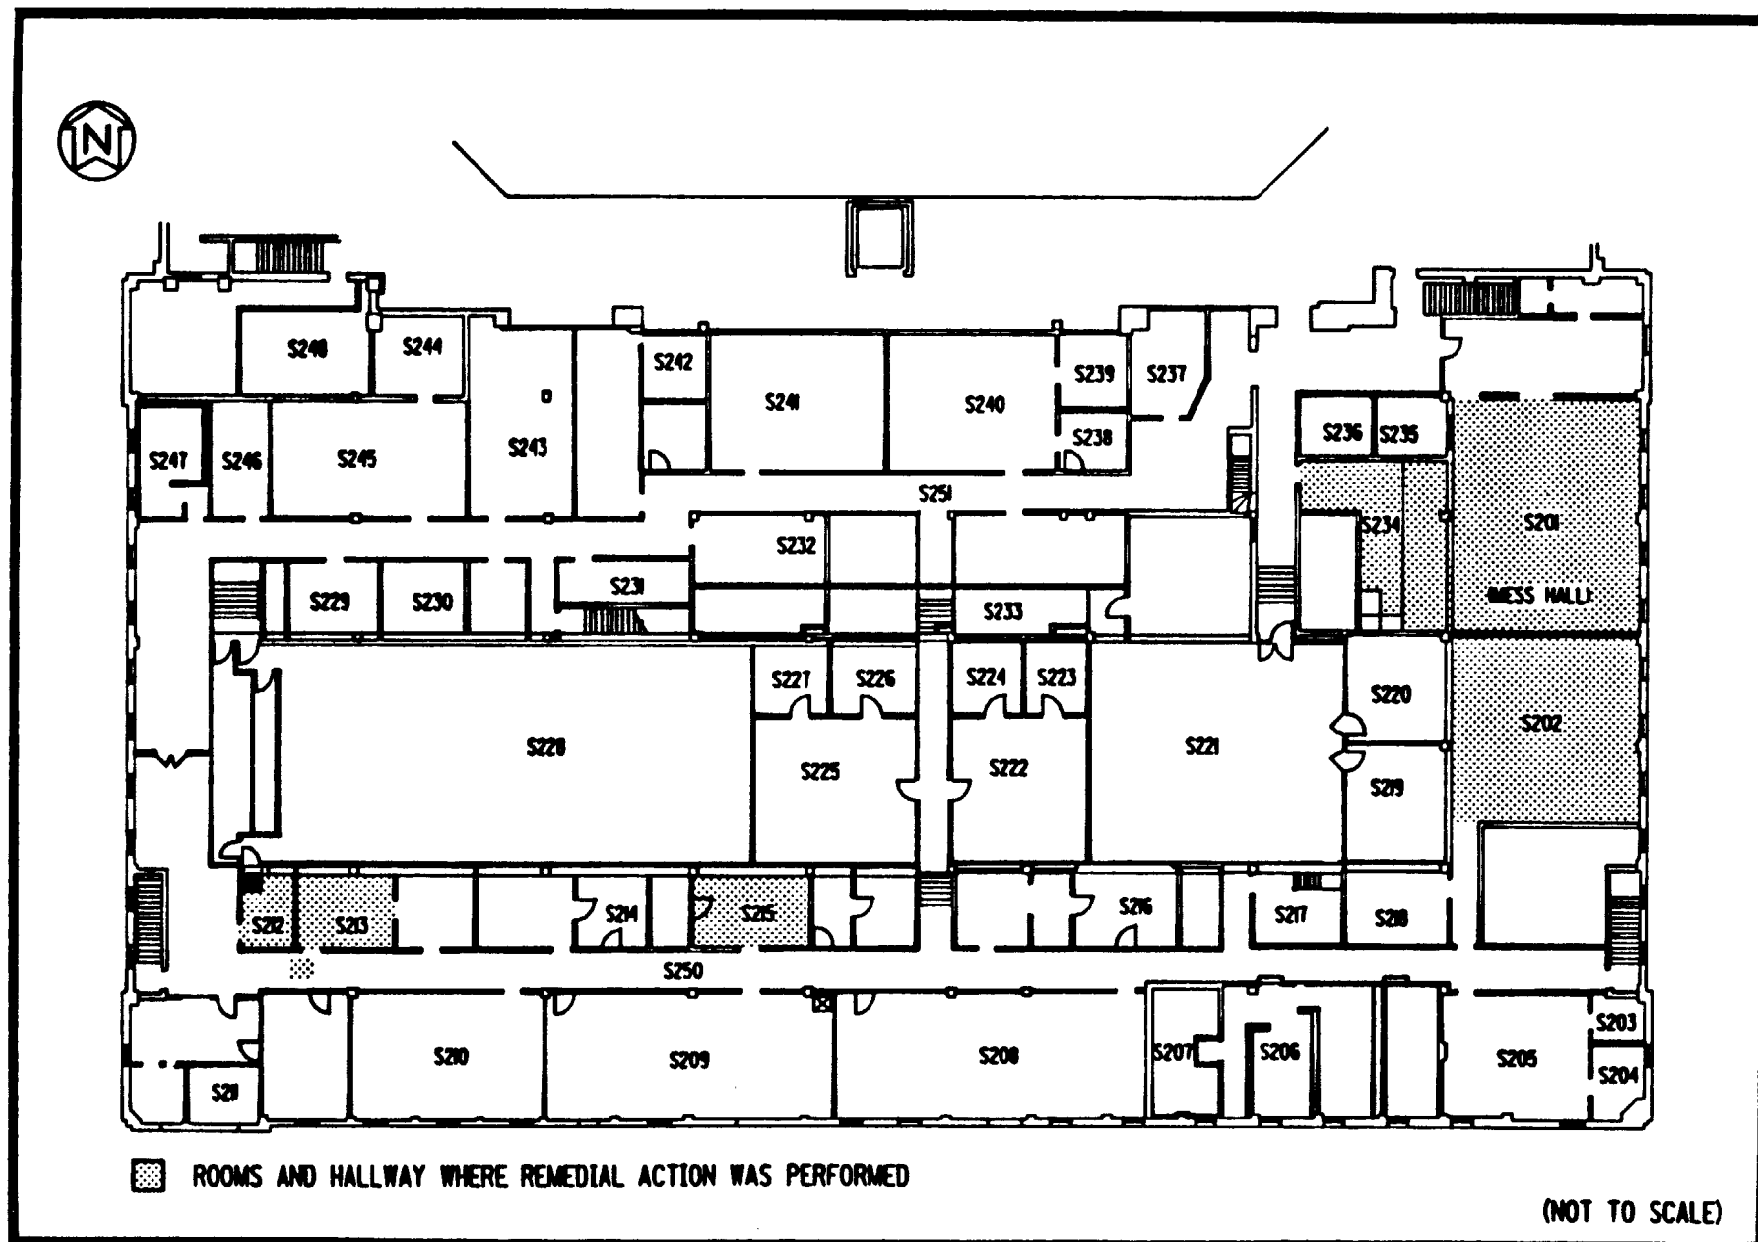 N
S248
S244
S242
S239
S237
S241
S240
S247
S246
S245
S243
S238
S236
S235
S251
S234
S201
S232
(MESS HALL)
S229
S230
S231
S233
S227
S226
S224
S223
S220
S228
S225
S222
S221
S202
S219
S212
S213
S214
S215
S216
S217
S218
S250
S203
S210
S209
S208
S207
S206
S205
S204
S211
ROOMS AND HALLWAY WHERE REMEDIAL ACTION WAS PERFORMED
(NOT TO SCALE)